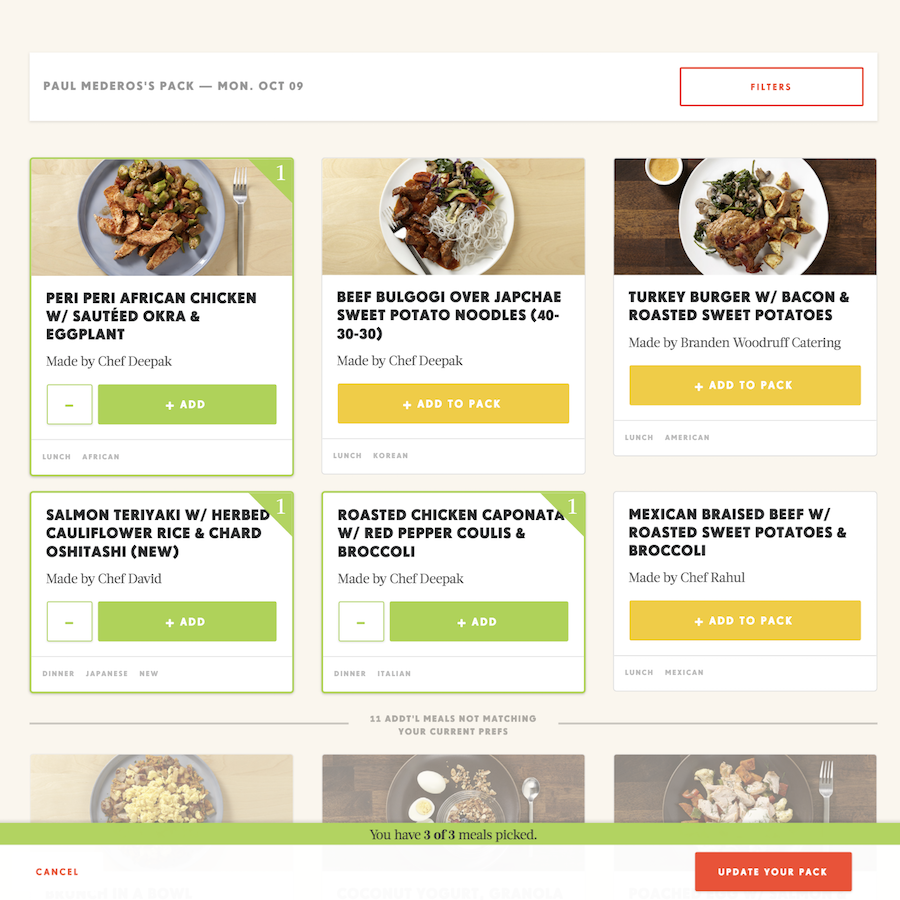 PAUL MEDEROS'S PACK — MON. OCT 09
FILTERS
1
PERI PERI AFRICAN CHICKEN
W/ SAUTÉED OKRA &
EGGPLANT
Made by Chef Deepak
–
+ ADD
LUNCH AFRICAN
BEEF BULGOGI OVER JAPCHAE
SWEET POTATO NOODLES (40-
30-30)
Made by Chef Deepak
+ ADD TO PACK
LUNCH KOREAN
TURKEY BURGER W/ BACON &
ROASTED SWEET POTATOES
Made by Branden Woodruff Catering
+ ADD TO PACK
LUNCH AMERICAN
1
SALMON TERIYAKI W/ HERBED
CAULIFLOWER RICE & CHARD
OSHITASHI (NEW)
Made by Chef David
–
+ ADD
DINNER JAPANESE NEW
1
ROASTED CHICKEN CAPONATA
W/ RED PEPPER COULIS &
BROCCOLI
Made by Chef Deepak
–
+ ADD
DINNER ITALIAN
MEXICAN BRAISED BEEF W/
ROASTED SWEET POTATOES &
BROCCOLI
Made by Chef Rahul
+ ADD TO PACK
LUNCH MEXICAN
11 ADDT'L MEALS NOT MATCHING
YOUR CURRENT PREFS
You have 3 of 3 meals picked.
CANCEL
UPDATE YOUR PACK
IN A BOWL
COCONUT YOGURT, GRANOLA